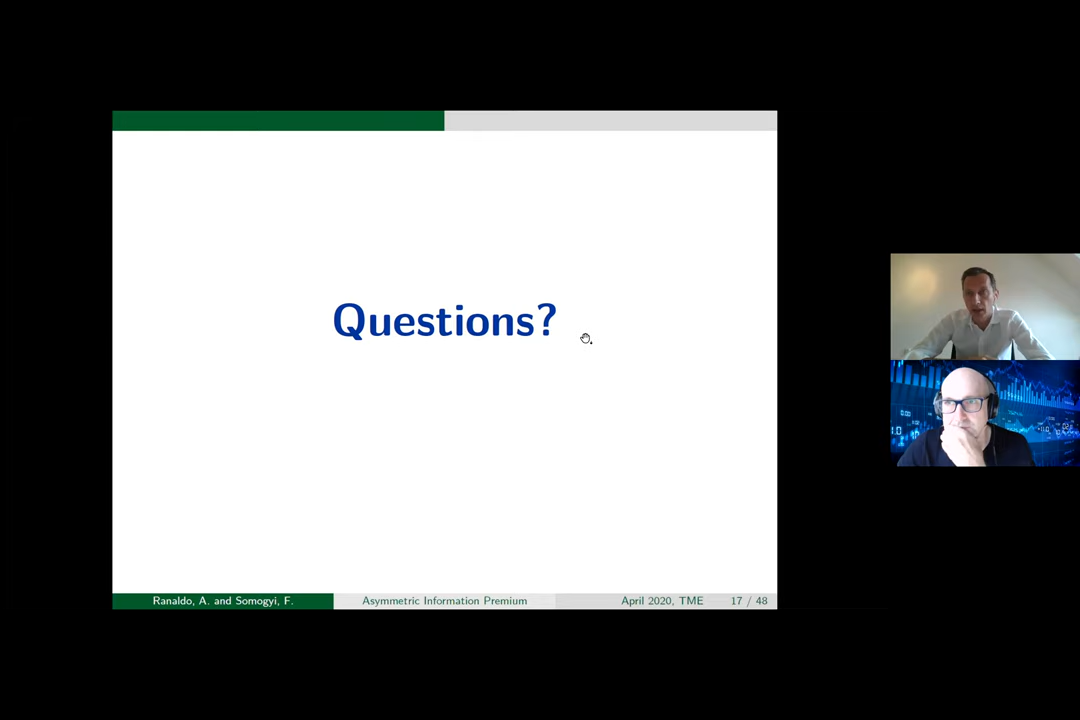 Questions?
Ranaldo, A. and Somogyi, F. Asymmetric Information Premium April 2020, TME 17 / 48